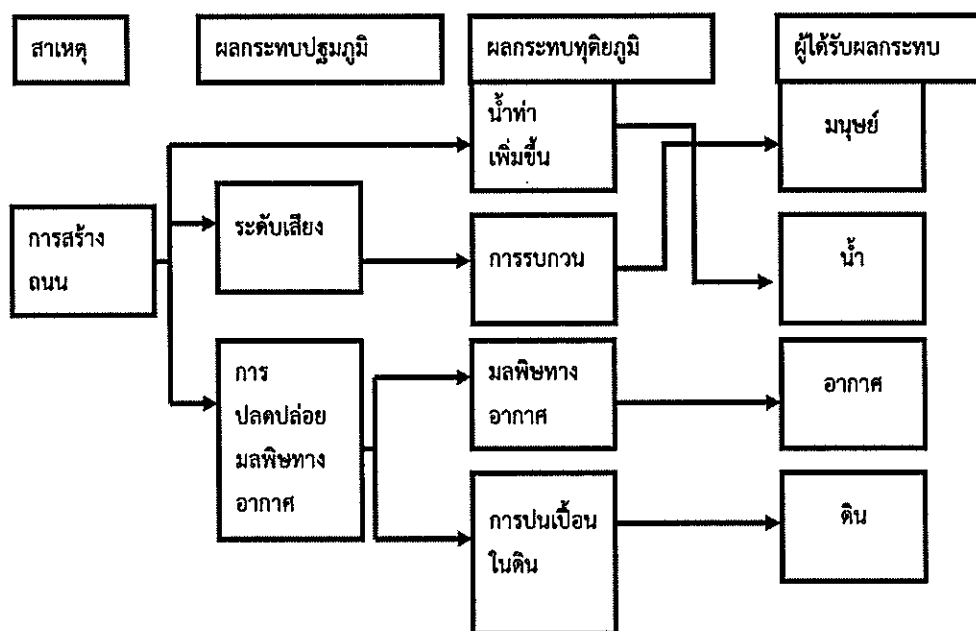 สาเหตุ
ผลกระทบปฐมภูมิ
ผลกระทบทุติยภูมิ
ผู้ได้รับผลกระทบ
น้ำท่า
เพิ่มขึ้น
มนุษย์
การสร้าง
ถนน
ระดับเสียง
การรบกวน
น้ำ
การ
ปลดปล่อย
มลพิษทาง
อากาศ
มลพิษทาง
อากาศ
อากาศ
การปนเปื้อน
ในดิน
ดิน